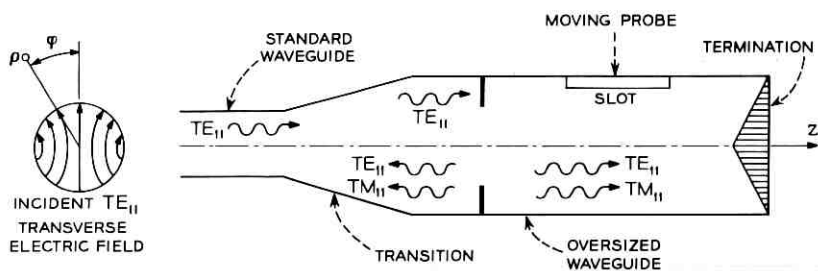 MOVING PROBE
STANDARD
WAVEGUIDE
TERMINATION
φ
ρ
SLOT
TE₁₁
TE₁₁
Z
TE₁₁
TE₁₁
TM₁₁
TM₁₁
INCIDENT TE₁₁
TRANSVERSE
ELECTRIC FIELD
TRANSITION
OVERSIZED
WAVEGUIDE